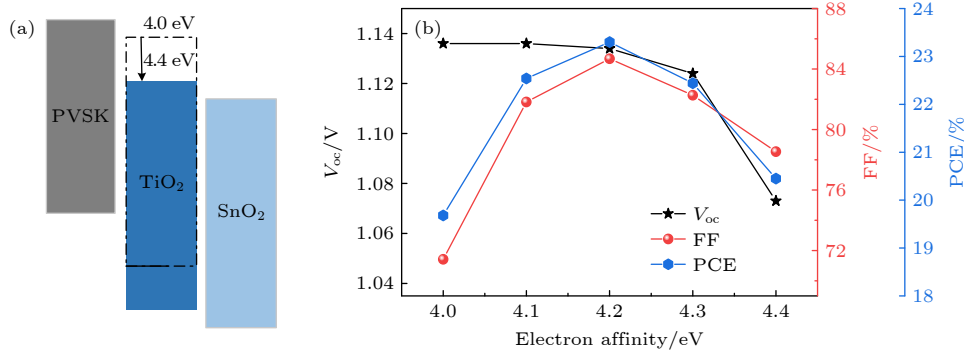 (a)
4.0 eV
4.4 eV
PVSK
TiO₂
SnO₂
(b)
1.14
1.12
1.10
1.08
1.06
1.04
V_oc/V
4.0 4.1 4.2 4.3 4.4
Electron affinity/eV
V_oc
FF
PCE
88
84
80
76
72
FF/%
24
23
22
21
20
19
18
PCE/%